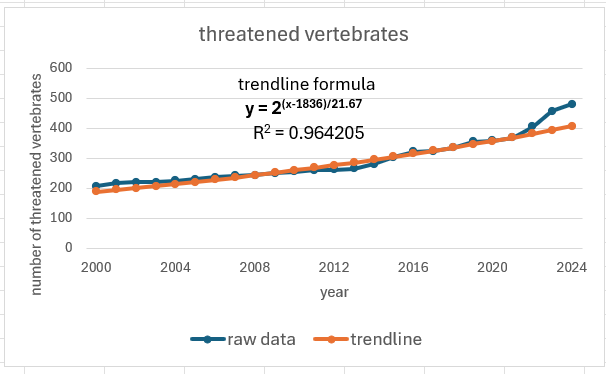 threatened vertebrates
trendline formula
y = 2^(x-1836)/21.67
R² = 0.964205
number of threatened vertebrates
600
500
400
300
200
100
0
2000 2004 2008 2012 2016 2020 2024
year
raw data trendline